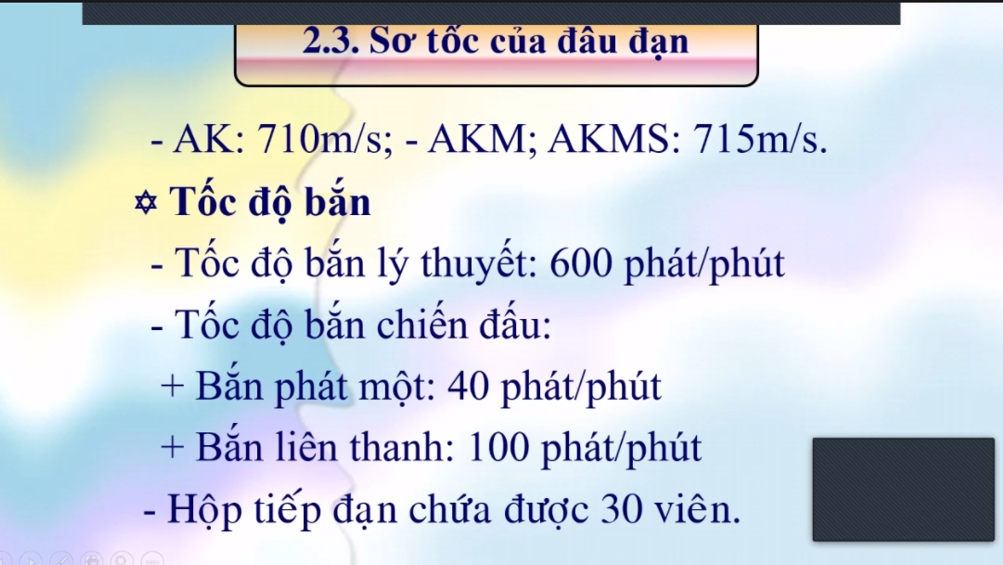 2.3. Sơ tốc của đầu đạn
- AK: 710m/s; - AKM; AKMS: 715m/s.
✡ Tốc độ bắn
- Tốc độ bắn lý thuyết: 600 phát/phút
- Tốc độ bắn chiến đấu:
+ Bắn phát một: 40 phát/phút
+ Bắn liên thanh: 100 phát/phút
- Hộp tiếp đạn chứa được 30 viên.